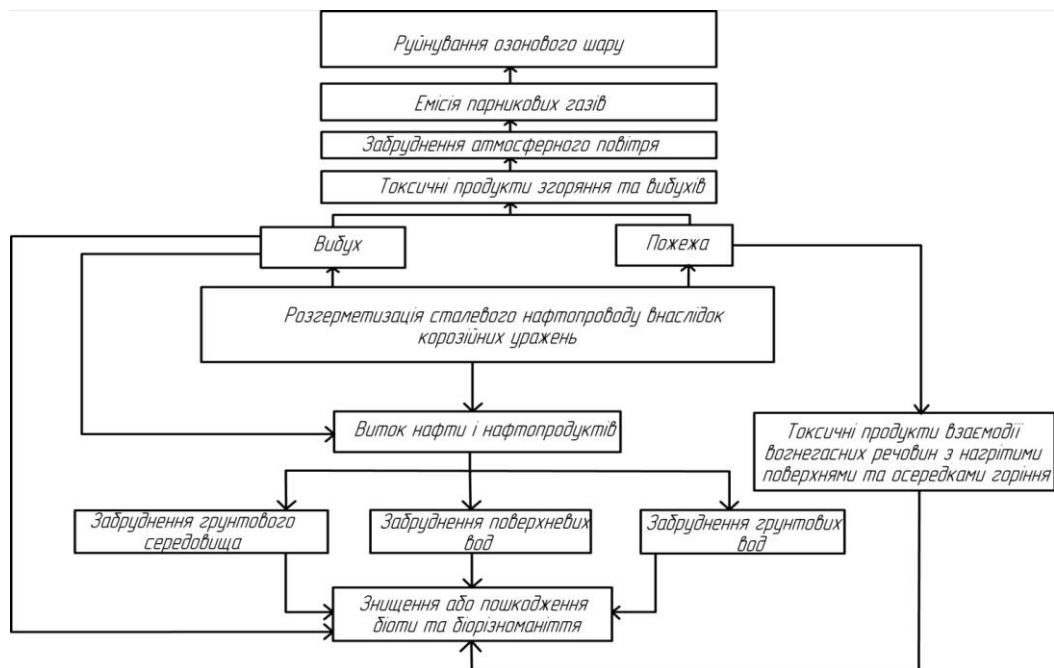 Руйнування озонового шару
Емісія парникових газів
Забруднення атмосферного повітря
Токсичні продукти згоряння та вибухів
Вибух
Пожежа
Розгерметизація сталевого нафтопроводу внаслідок
корозійних уражень
Виток нафти і нафтопродуктів
Токсичні продукти взаємодії
вогнегасних речовин з нагрітими
поверхнями та осередками горіння
Забруднення грунтового
середовища
Забруднення поверхневих
вод
Забруднення грунтових
вод
Знищення або пошкодження
біоти та біорізноманіття